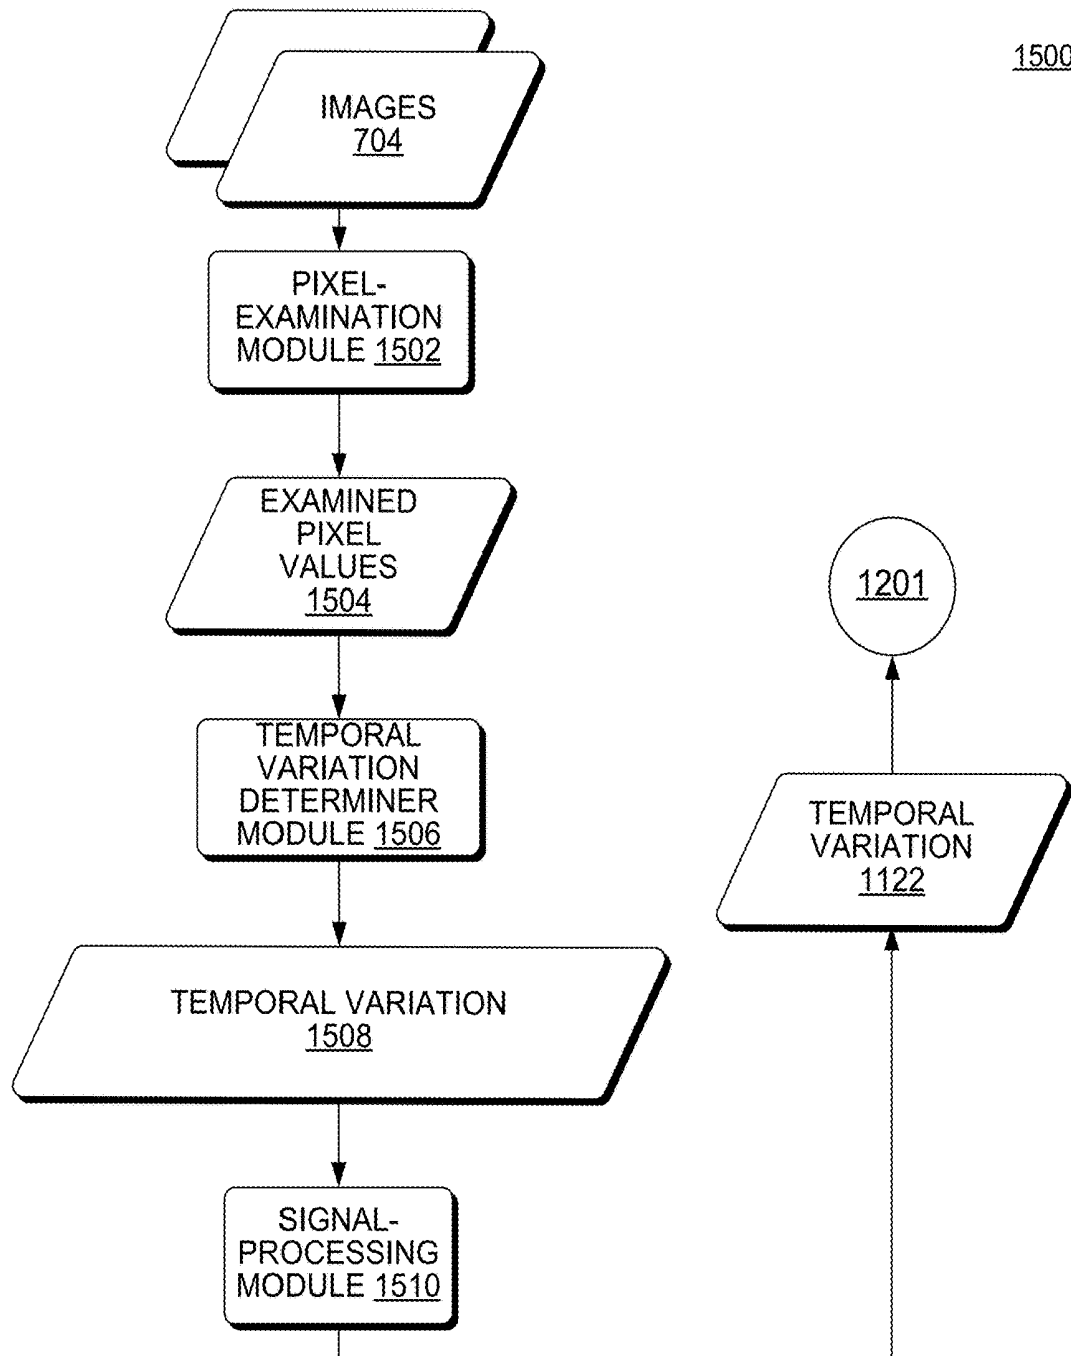 1500
IMAGES
704
PIXEL-
EXAMINATION
MODULE 1502
EXAMINED
PIXEL
VALUES
1504
TEMPORAL
VARIATION
DETERMINER
MODULE 1506
TEMPORAL VARIATION
1508
SIGNAL-
PROCESSING
MODULE 1510
1201
TEMPORAL
VARIATION
1122